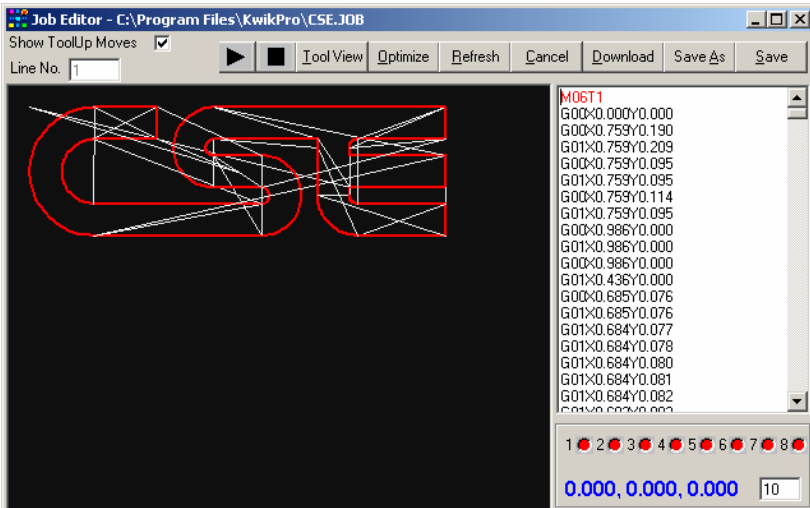 Job Editor - C:\Program Files\KwikPro\CSE.JOB
Show ToolUp Moves
Line No. 1
Tool View Optimize Refresh Cancel Download Save As Save
M06T1
G00X0.000Y0.000
G00X0.759Y0.190
G01X0.759Y0.209
G00X0.759Y0.095
G01X0.759Y0.095
G00X0.759Y0.114
G01X0.759Y0.095
G00X0.986Y0.000
G01X0.986Y0.000
G00X0.986Y0.000
G01X0.436Y0.000
G00X0.685Y0.076
G01X0.685Y0.076
G01X0.684Y0.077
G01X0.684Y0.078
G01X0.684Y0.080
G01X0.684Y0.081
G01X0.684Y0.082
1 2 3 4 5 6 7 8
0.000, 0.000, 0.000 10